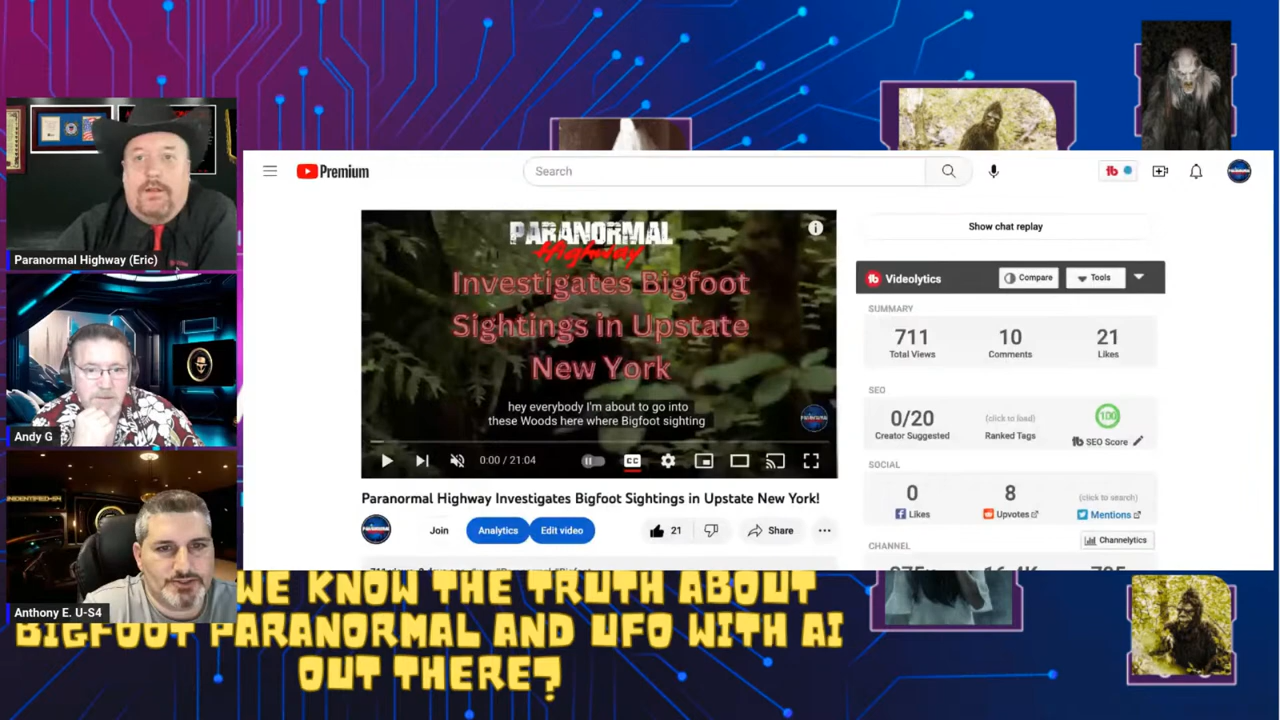 Premium
Search
PARANORMAL
Highway
Investigates Bigfoot
Sightings in Upstate
New York
hey everybody I'm about to go into
these Woods here where Bigfoot sighting
0:00 / 21:04
CC
Paranormal Highway Investigates Bigfoot Sightings in Upstate New York!
Join
Analytics
Edit video
21
Share
Show chat replay
tb
Videolytics
Compare
Tools
SUMMARY
711
10
21
Total Views
Comments
Likes
SEO
0/20
(click to load)
100
Creator Suggested
Ranked Tags
tb SEO Score
SOCIAL
0
8
(click to search)
Likes
Upvotes
Mentions
CHANNEL
Channelytics
Paranormal Highway (Eric)
Andy G
Anthony E. U-S4
WE KNOW THE TRUTH ABOUT
BIGFOOT PARANORMAL AND UFO WITH AI
OUT THERE?